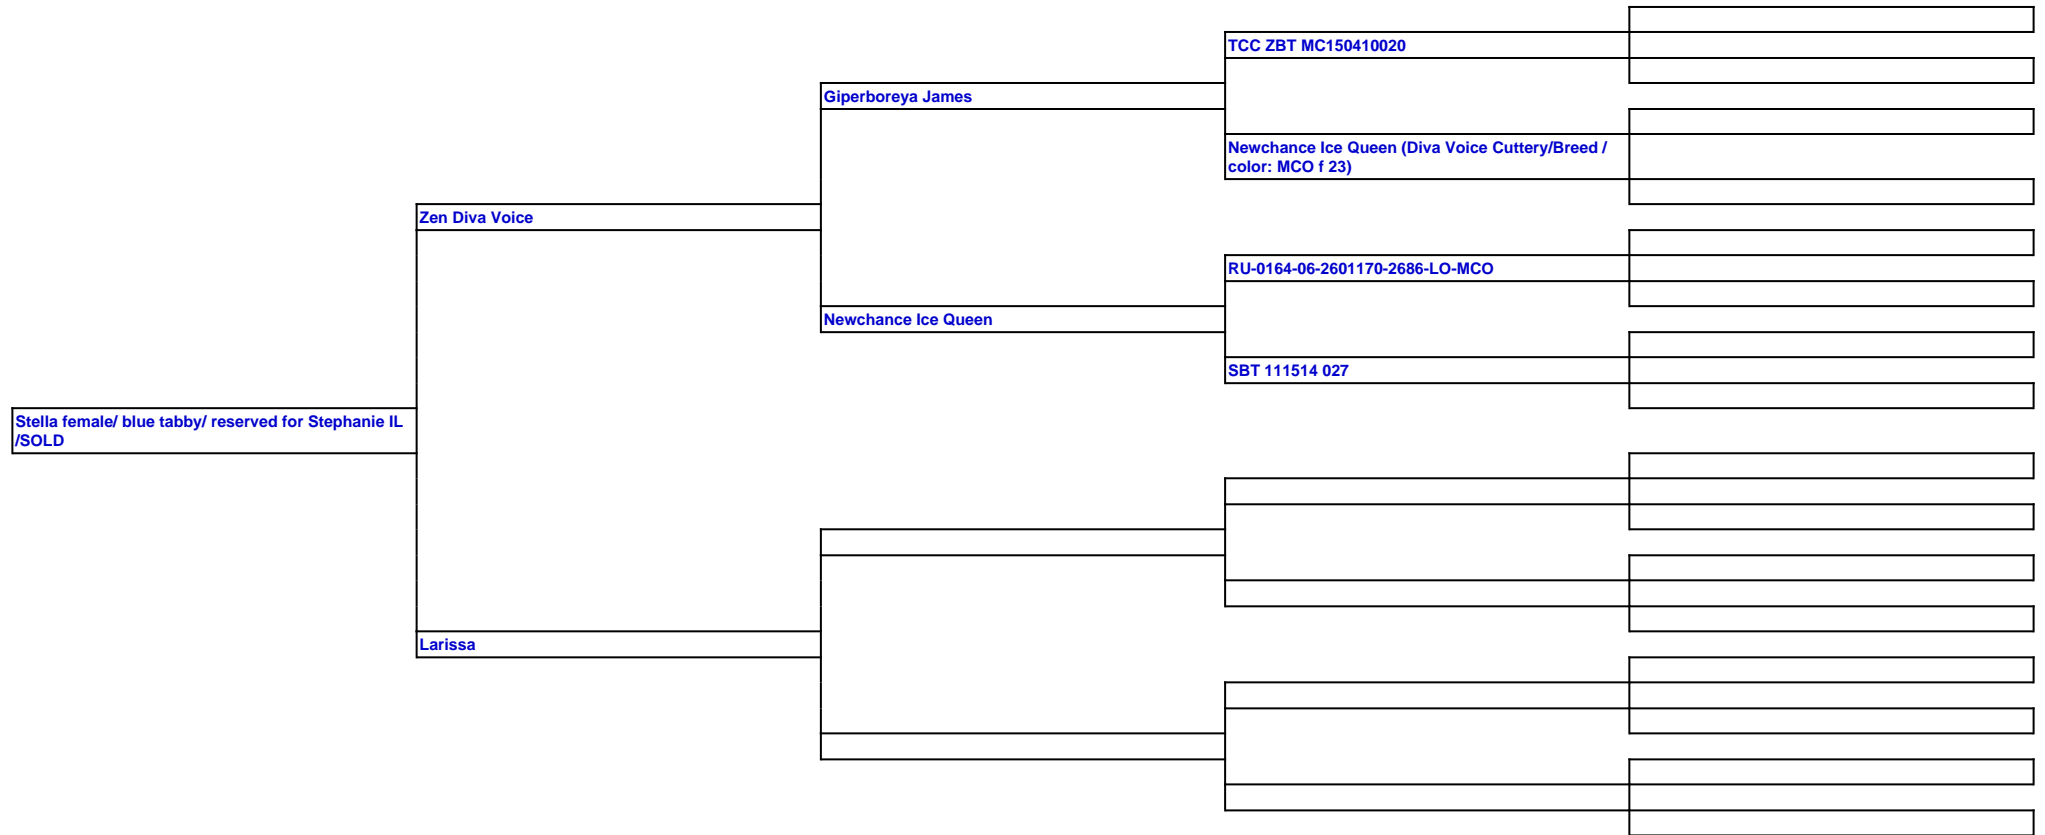 TCC ZBT MC150410020
Giperboreya James
Newchance Ice Queen (Diva Voice Cuttery/Breed /
color: MCO f 23)
Zen Diva Voice
RU-0164-06-2601170-2686-LO-MCO
Newchance Ice Queen
SBT 111514 027
Stella female/ blue tabby/ reserved for Stephanie IL
/SOLD
Larissa